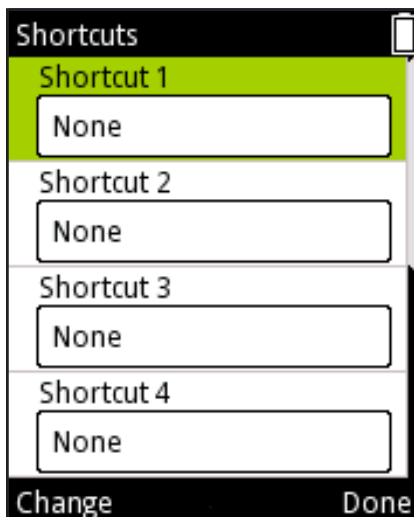 Shortcuts
Shortcut 1
None
Shortcut 2
None
Shortcut 3
None
Shortcut 4
None
Change Done